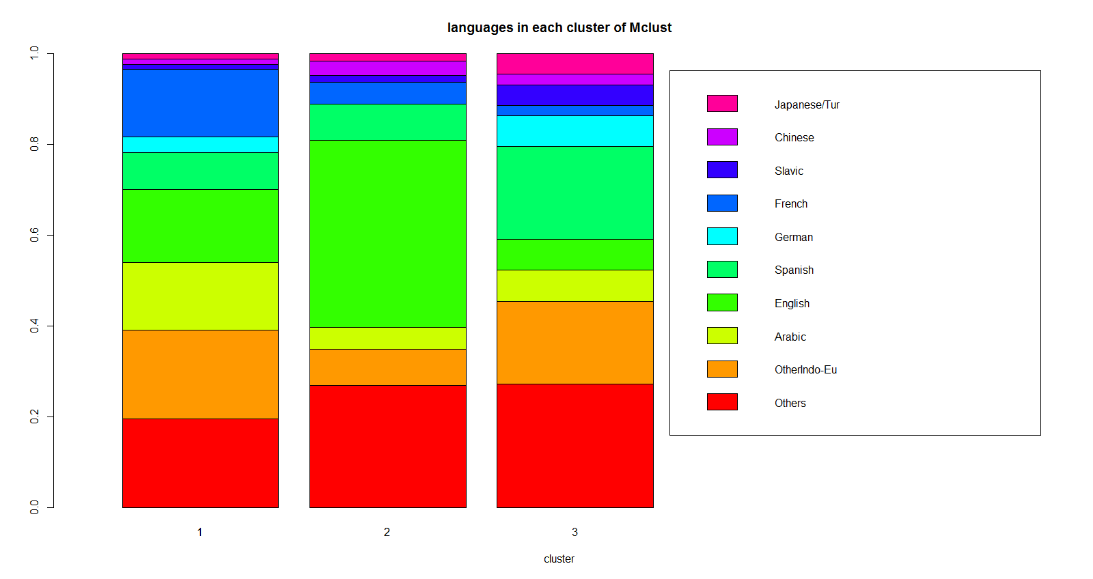 languages in each cluster of Mclust
1.0
0.8
0.6
0.4
0.2
0.0
1
2
3
cluster
Japanese/Tur
Chinese
Slavic
French
German
Spanish
English
Arabic
OtherIndo-Eu
Others